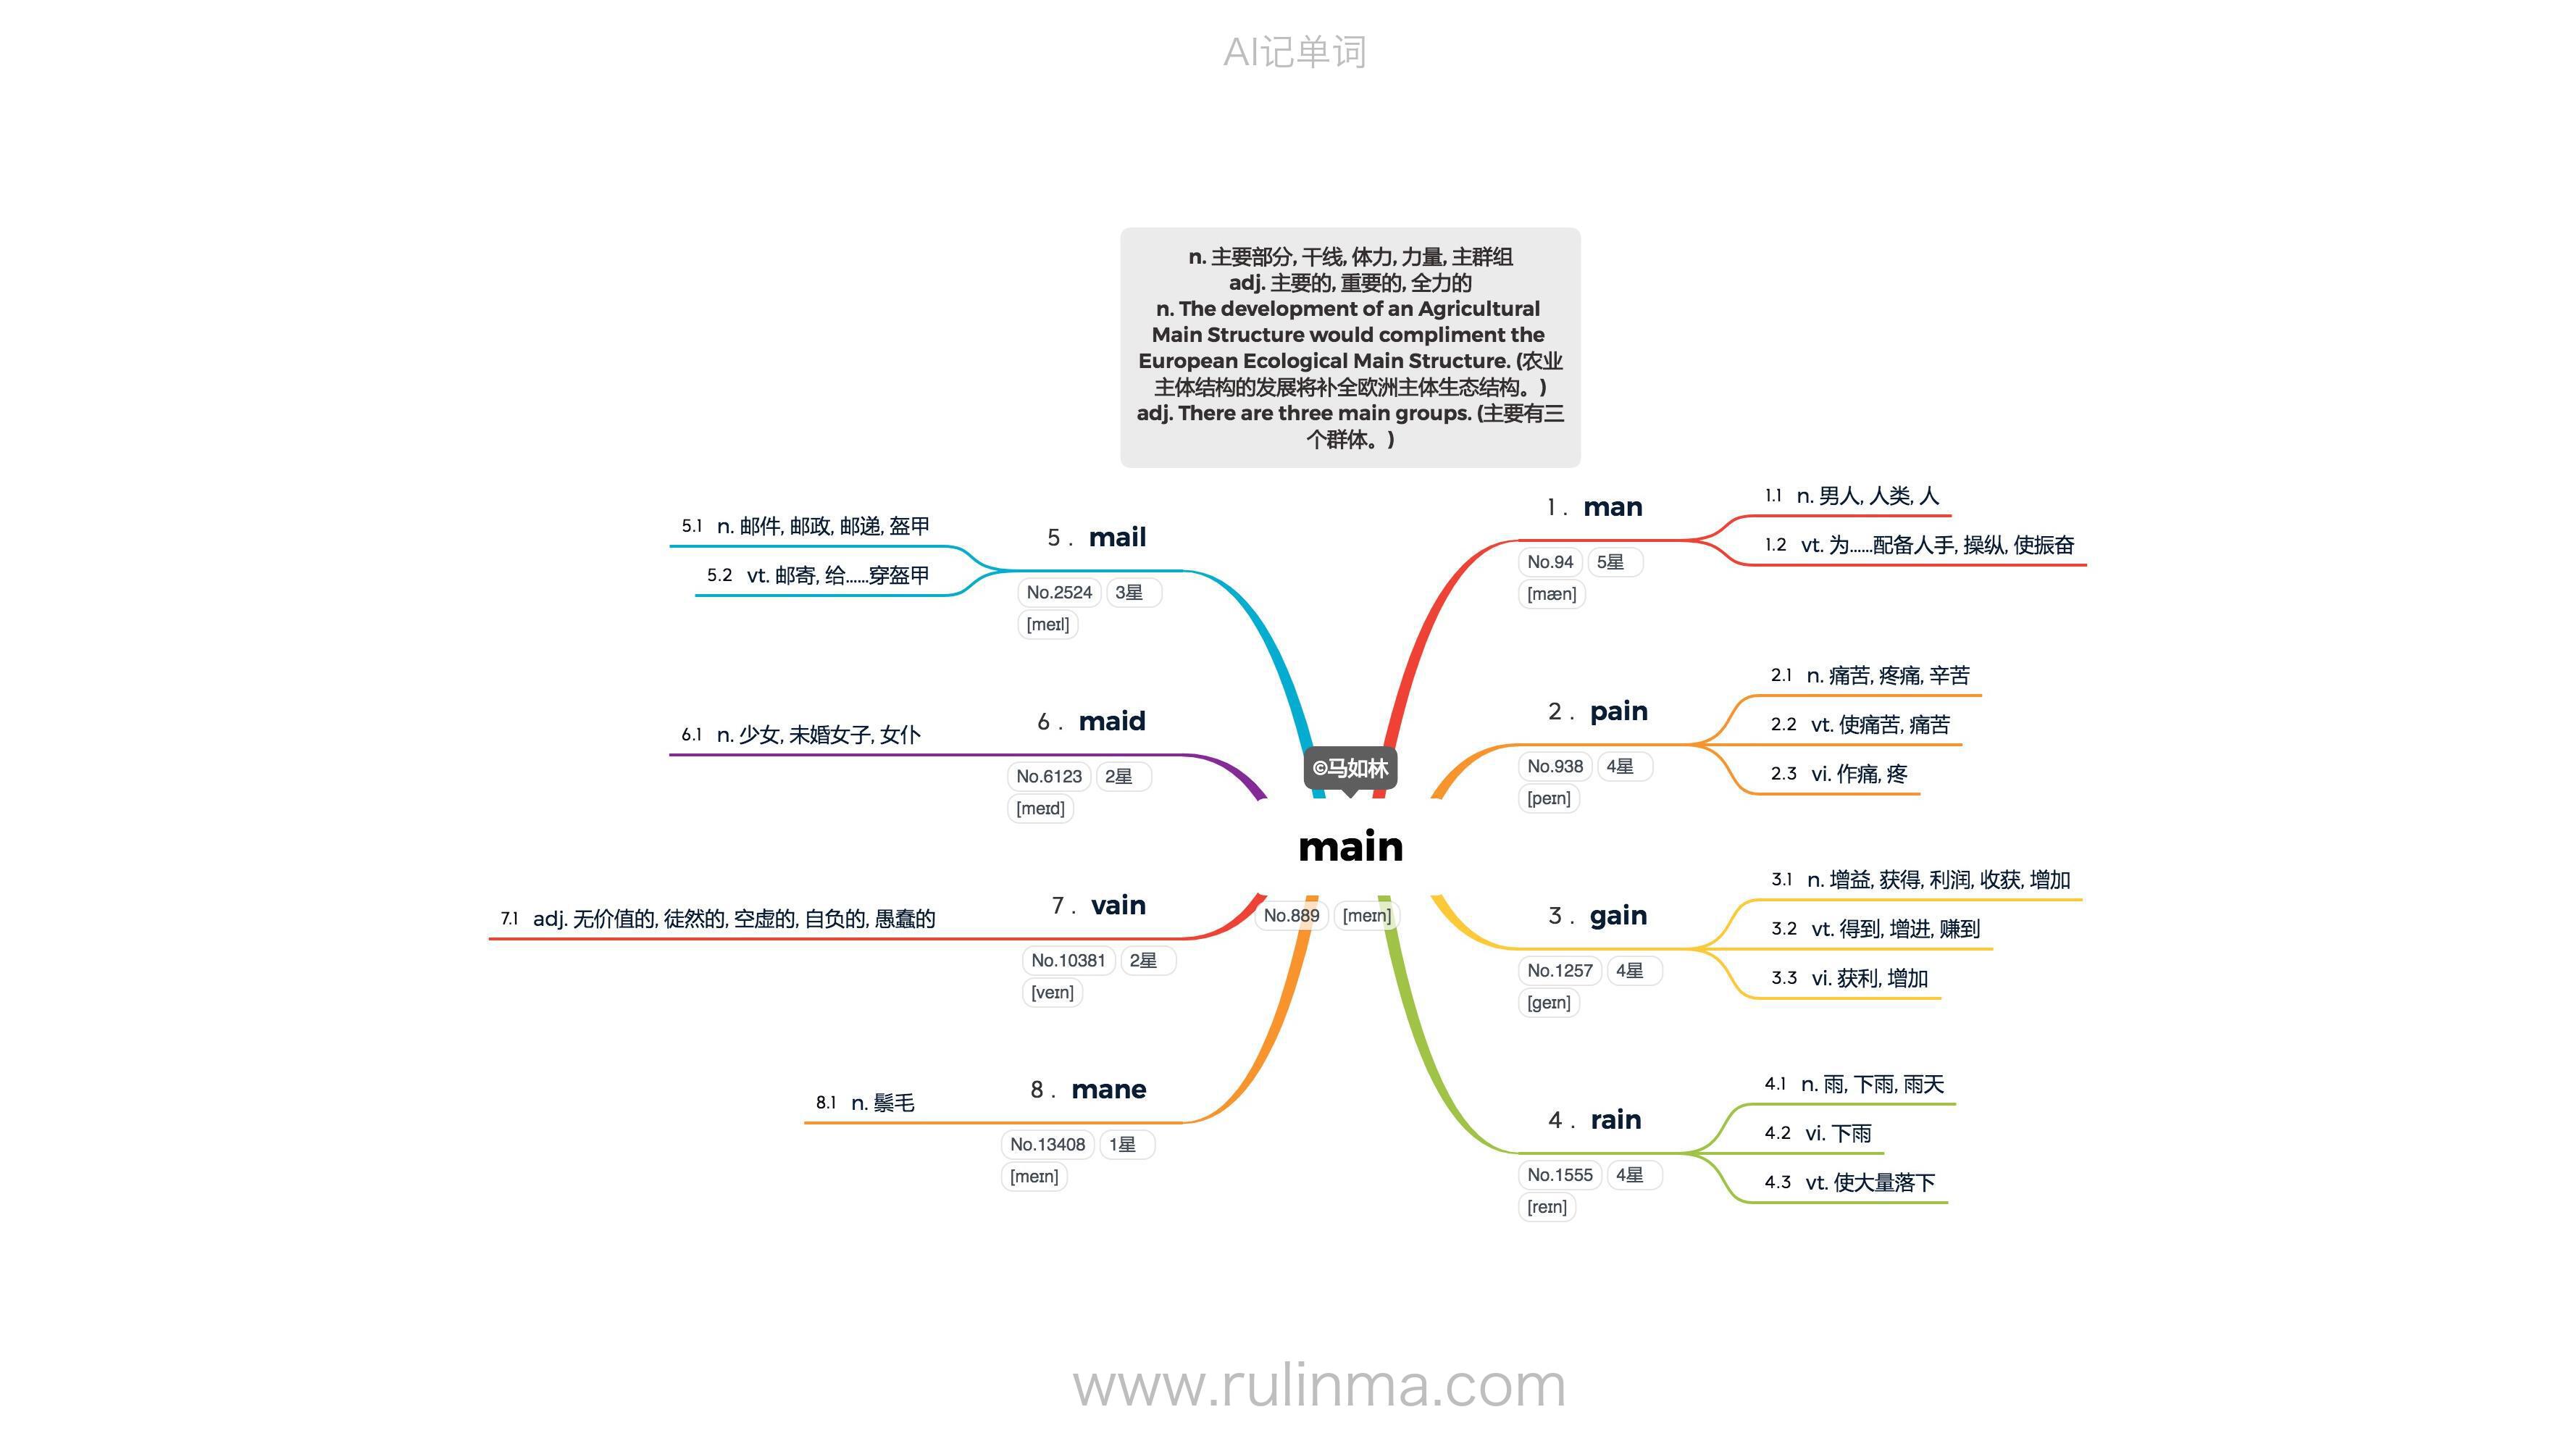 AI记单词
n. 主要部分, 干线, 体力, 力量, 主群组
adj. 主要的, 重要的, 全力的
n. The development of an Agricultural
Main Structure would compliment the
European Ecological Main Structure. (农业
主体结构的发展将补全欧洲主体生态结构。)
adj. There are three main groups. (主要有三
个群体。)
©马如林
main
No.889 [meɪn]
1 . man
No.94 5星
[mæn]
1.1 n. 男人, 人类, 人
1.2 vt. 为……配备人手, 操纵, 使振奋
2 . pain
No.938 4星
[peɪn]
2.1 n. 痛苦, 疼痛, 辛苦
2.2 vt. 使痛苦, 痛苦
2.3 vi. 作痛, 疼
3 . gain
No.1257 4星
[geɪn]
3.1 n. 增益, 获得, 利润, 收获, 增加
3.2 vt. 得到, 增进, 赚到
3.3 vi. 获利, 增加
4 . rain
No.1555 4星
[reɪn]
4.1 n. 雨, 下雨, 雨天
4.2 vi. 下雨
4.3 vt. 使大量落下
5 . mail
No.2524 3星
[meɪl]
5.1 n. 邮件, 邮政, 邮递, 盔甲
5.2 vt. 邮寄, 给……穿盔甲
6 . maid
No.6123 2星
[meɪd]
6.1 n. 少女, 未婚女子, 女仆
7 . vain
No.10381 2星
[veɪn]
7.1 adj. 无价值的, 徒然的, 空虚的, 自负的, 愚蠢的
8 . mane
No.13408 1星
[meɪn]
8.1 n. 鬃毛
www.rulinma.com